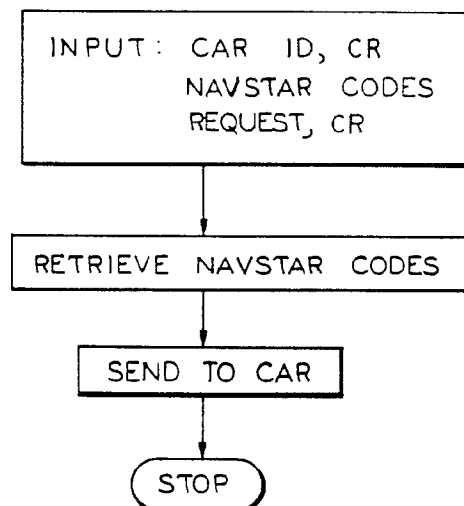 INPUT: CAR ID, CR
NAVSTAR CODES
REQUEST, CR
RETRIEVE NAVSTAR CODES
SEND TO CAR
STOP